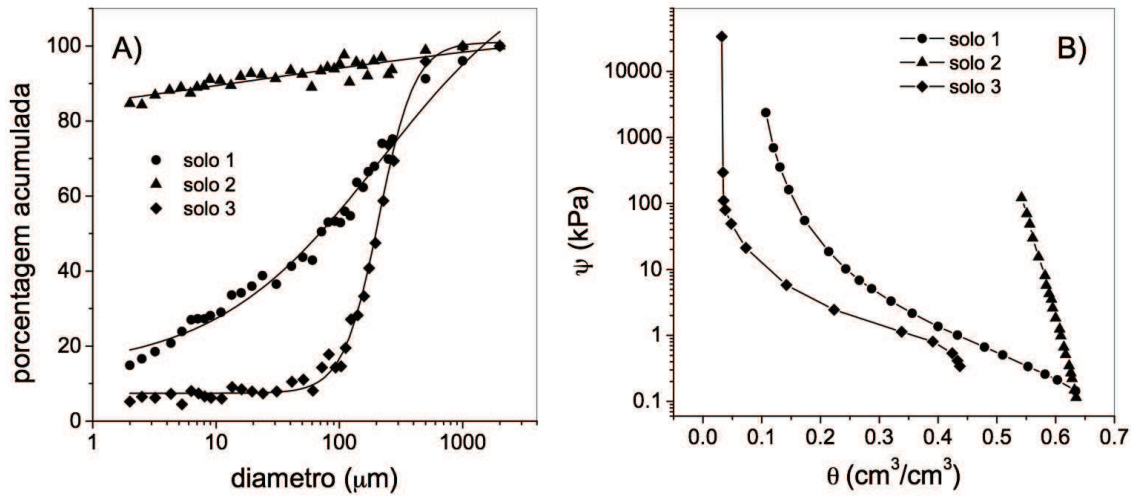 A)
porcentagem acumulada
100
80
60
40
20
0
solo 1
solo 2
solo 3
1
10
100
1000
diametro (μm)
B)
ψ (kPa)
10000
1000
100
10
1
0.1
solo 1
solo 2
solo 3
0.0
0.1
0.2
0.3
0.4
0.5
0.6
0.7
θ (cm³/cm³)